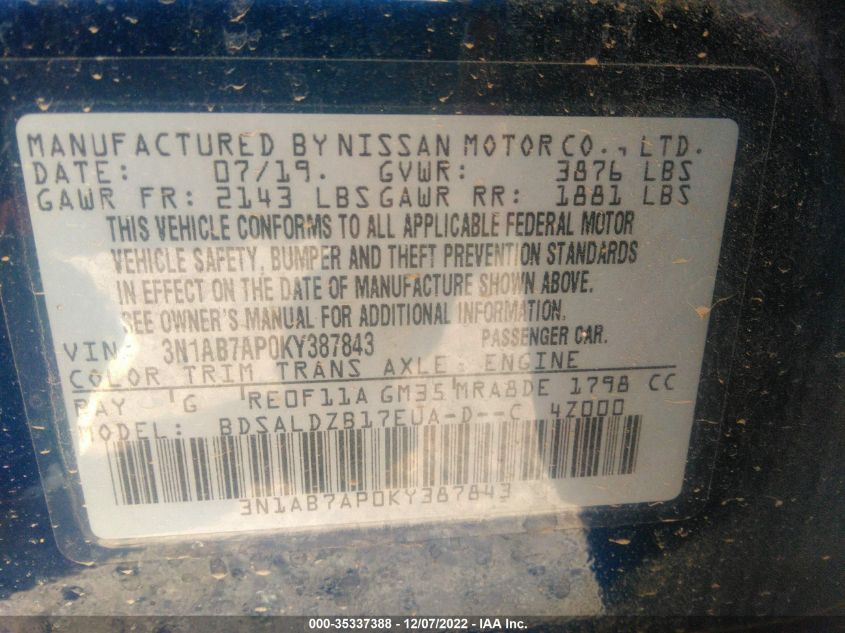 MANUFACTURED BY NISSAN MOTOR CO., LTD.
DATE: 07/19. GVWR: 3876 LBS
GAWR FR: 2143 LBS GAWR RR: 1881 LBS
THIS VEHICLE CONFORMS TO ALL APPLICABLE FEDERAL MOTOR
VEHICLE SAFETY, BUMPER AND THEFT PREVENTION STANDARDS
IN EFFECT ON THE DATE OF MANUFACTURE SHOWN ABOVE.
SEE OWNER'S MANUAL FOR ADDITIONAL INFORMATION.
VIN: 3N1AB7AP0KY387843 PASSENGER CAR.
COLOR TRIM TRANS AXLE: ENGINE
RAY G RE0F11A GM35 MRA8DE 1798 CC
MODEL: BDSALDZB17EUA-D--C 4Z000
3N1AB7AP0KY387843
000-35337388 - 12/07/2022 - IAA Inc.